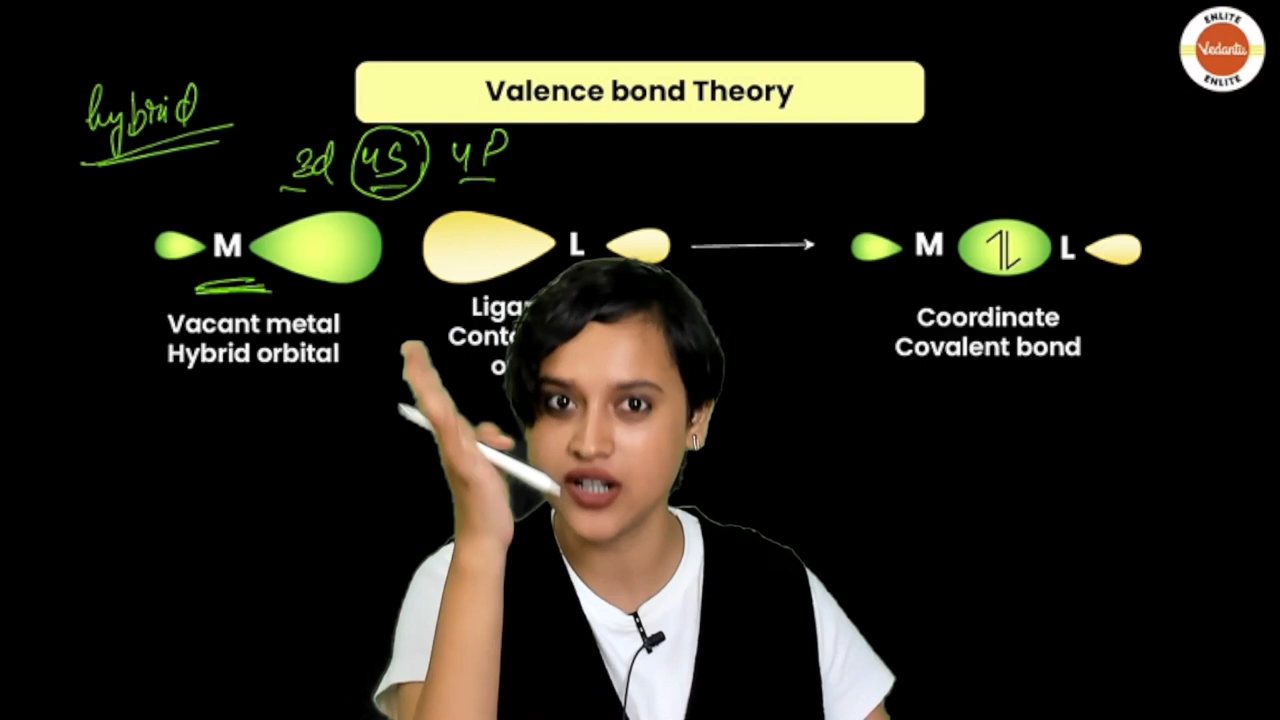 ENLITE
Vedantu
ENLITE
Valence bond Theory
hybrid
3d 4S 4P
M L M L
Vacant metal
Hybrid orbital
Coordinate
Covalent bond